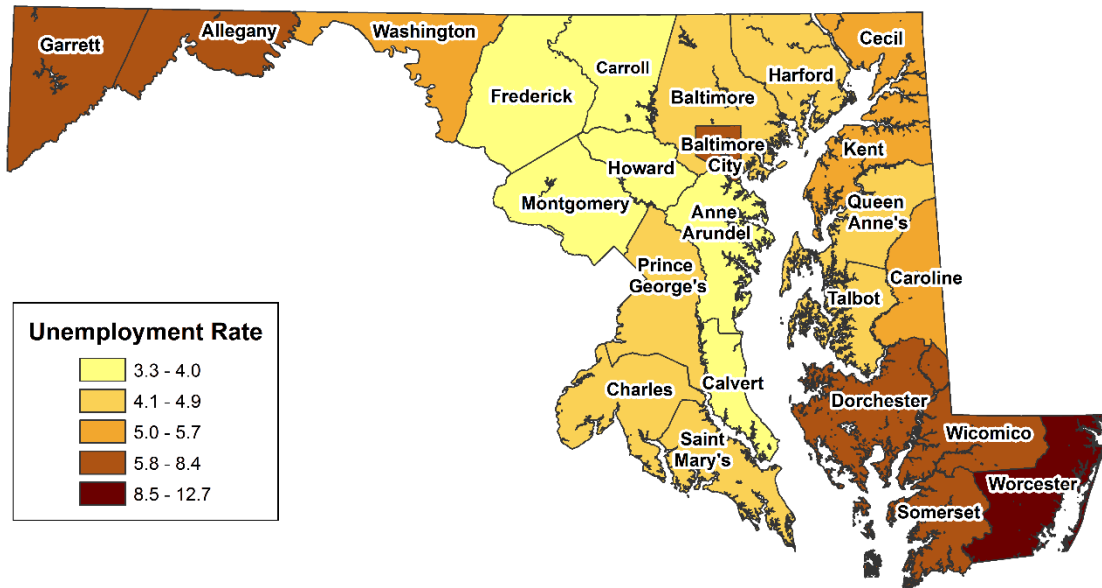 Garrett
Allegany
Washington
Frederick
Carroll
Baltimore
Harford
Cecil
Baltimore
City
Howard
Kent
Montgomery
Anne
Arundel
Queen
Anne's
Prince
George's
Talbot
Caroline
Charles
Calvert
Saint
Mary's
Dorchester
Wicomico
Worcester
Somerset
Unemployment Rate
3.3 - 4.0
4.1 - 4.9
5.0 - 5.7
5.8 - 8.4
8.5 - 12.7